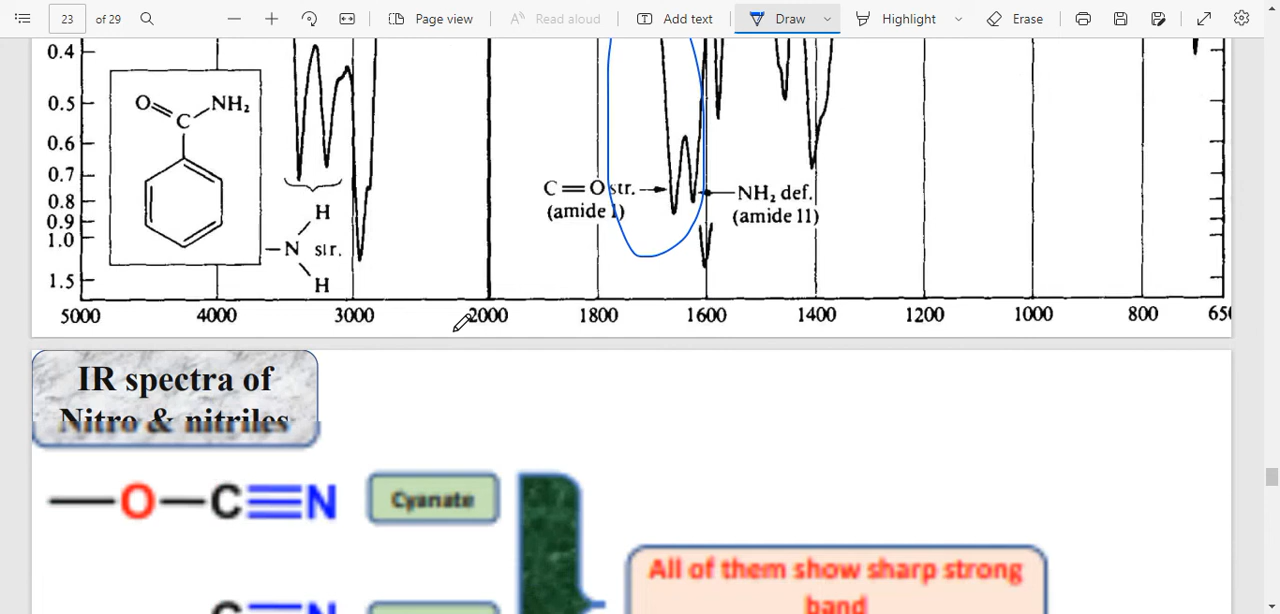 23 of 29 Page view Read aloud Add text Draw Highlight Erase
0.4
0.5
0.6
0.7
0.8
0.9
1.0
1.5
O NH₂
C
H
—N str.
H
C=O str.
(amide I)
NH₂ def.
(amide 11)
5000 4000 3000 2000 1800 1600 1400 1200 1000 800 650
IR spectra of
Nitro & nitriles
—O—C≡N Cyanate
All of them show sharp strong
band
C≡N